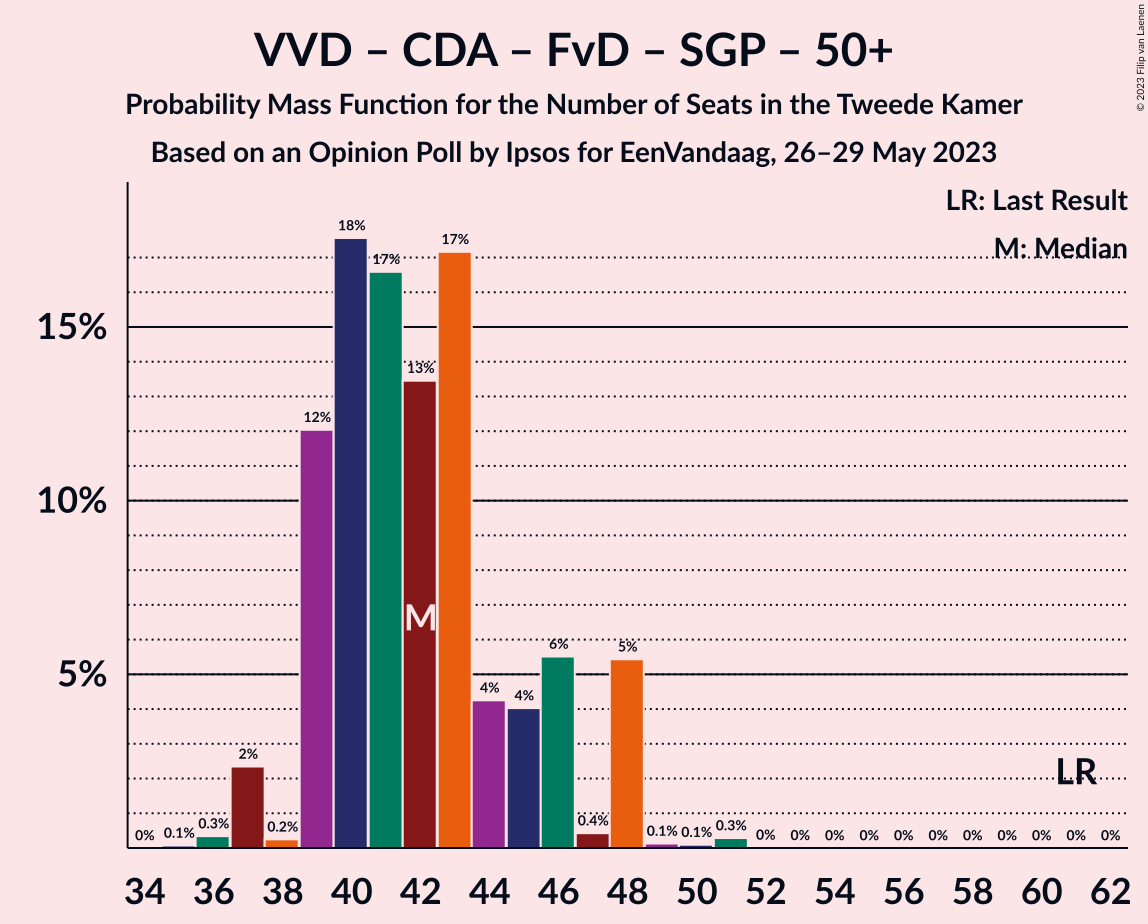 VVD – CDA – FvD – SGP – 50+
Probability Mass Function for the Number of Seats in the Tweede Kamer
Based on an Opinion Poll by Ipsos for EenVandaag, 26–29 May 2023
© 2023 Filip van Laenen
LR: Last Result
M: Median
15%
10%
5%
0% 0.1% 0.3% 2% 0.2% 12% 18% 17% 13% 17% 4% 4% 6% 0.4% 5% 0.1% 0.1% 0.3% 0% 0% 0% 0% 0% 0% 0% 0% 0% 0% 0%
M
LR
34 36 38 40 42 44 46 48 50 52 54 56 58 60 62